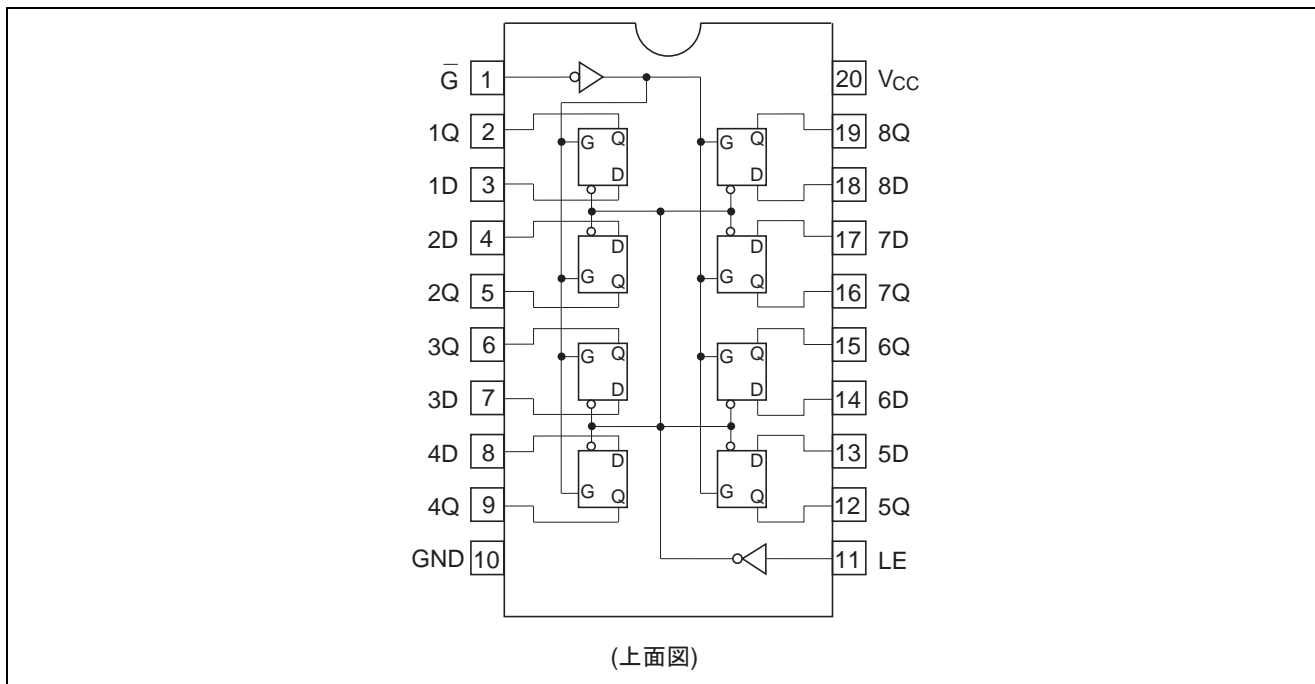 G̅ 1
20 VCC
1Q 2
G Q
G Q
19 8Q
1D 3
D
D
18 8D
2D 4
D
D
17 7D
2Q 5
G Q
G Q
16 7Q
3Q 6
G Q
G Q
15 6Q
3D 7
D
D
14 6D
4D 8
D
D
13 5D
4Q 9
G Q
G Q
12 5Q
GND 10
11 LE
(上面図)